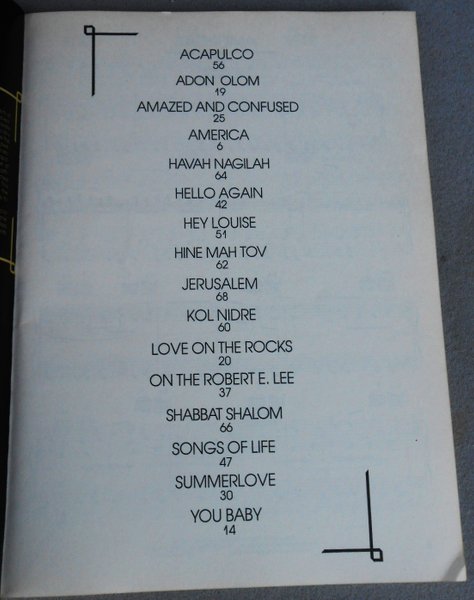 ACAPULCO
56
ADON OLOM
19
AMAZED AND CONFUSED
25
AMERICA
6
HAVAH NAGILAH
64
HELLO AGAIN
42
HEY LOUISE
51
HINE MAH TOV
62
JERUSALEM
68
KOL NIDRE
60
LOVE ON THE ROCKS
20
ON THE ROBERT E. LEE
37
SHABBAT SHALOM
66
SONGS OF LIFE
47
SUMMERLOVE
30
YOU BABY
14